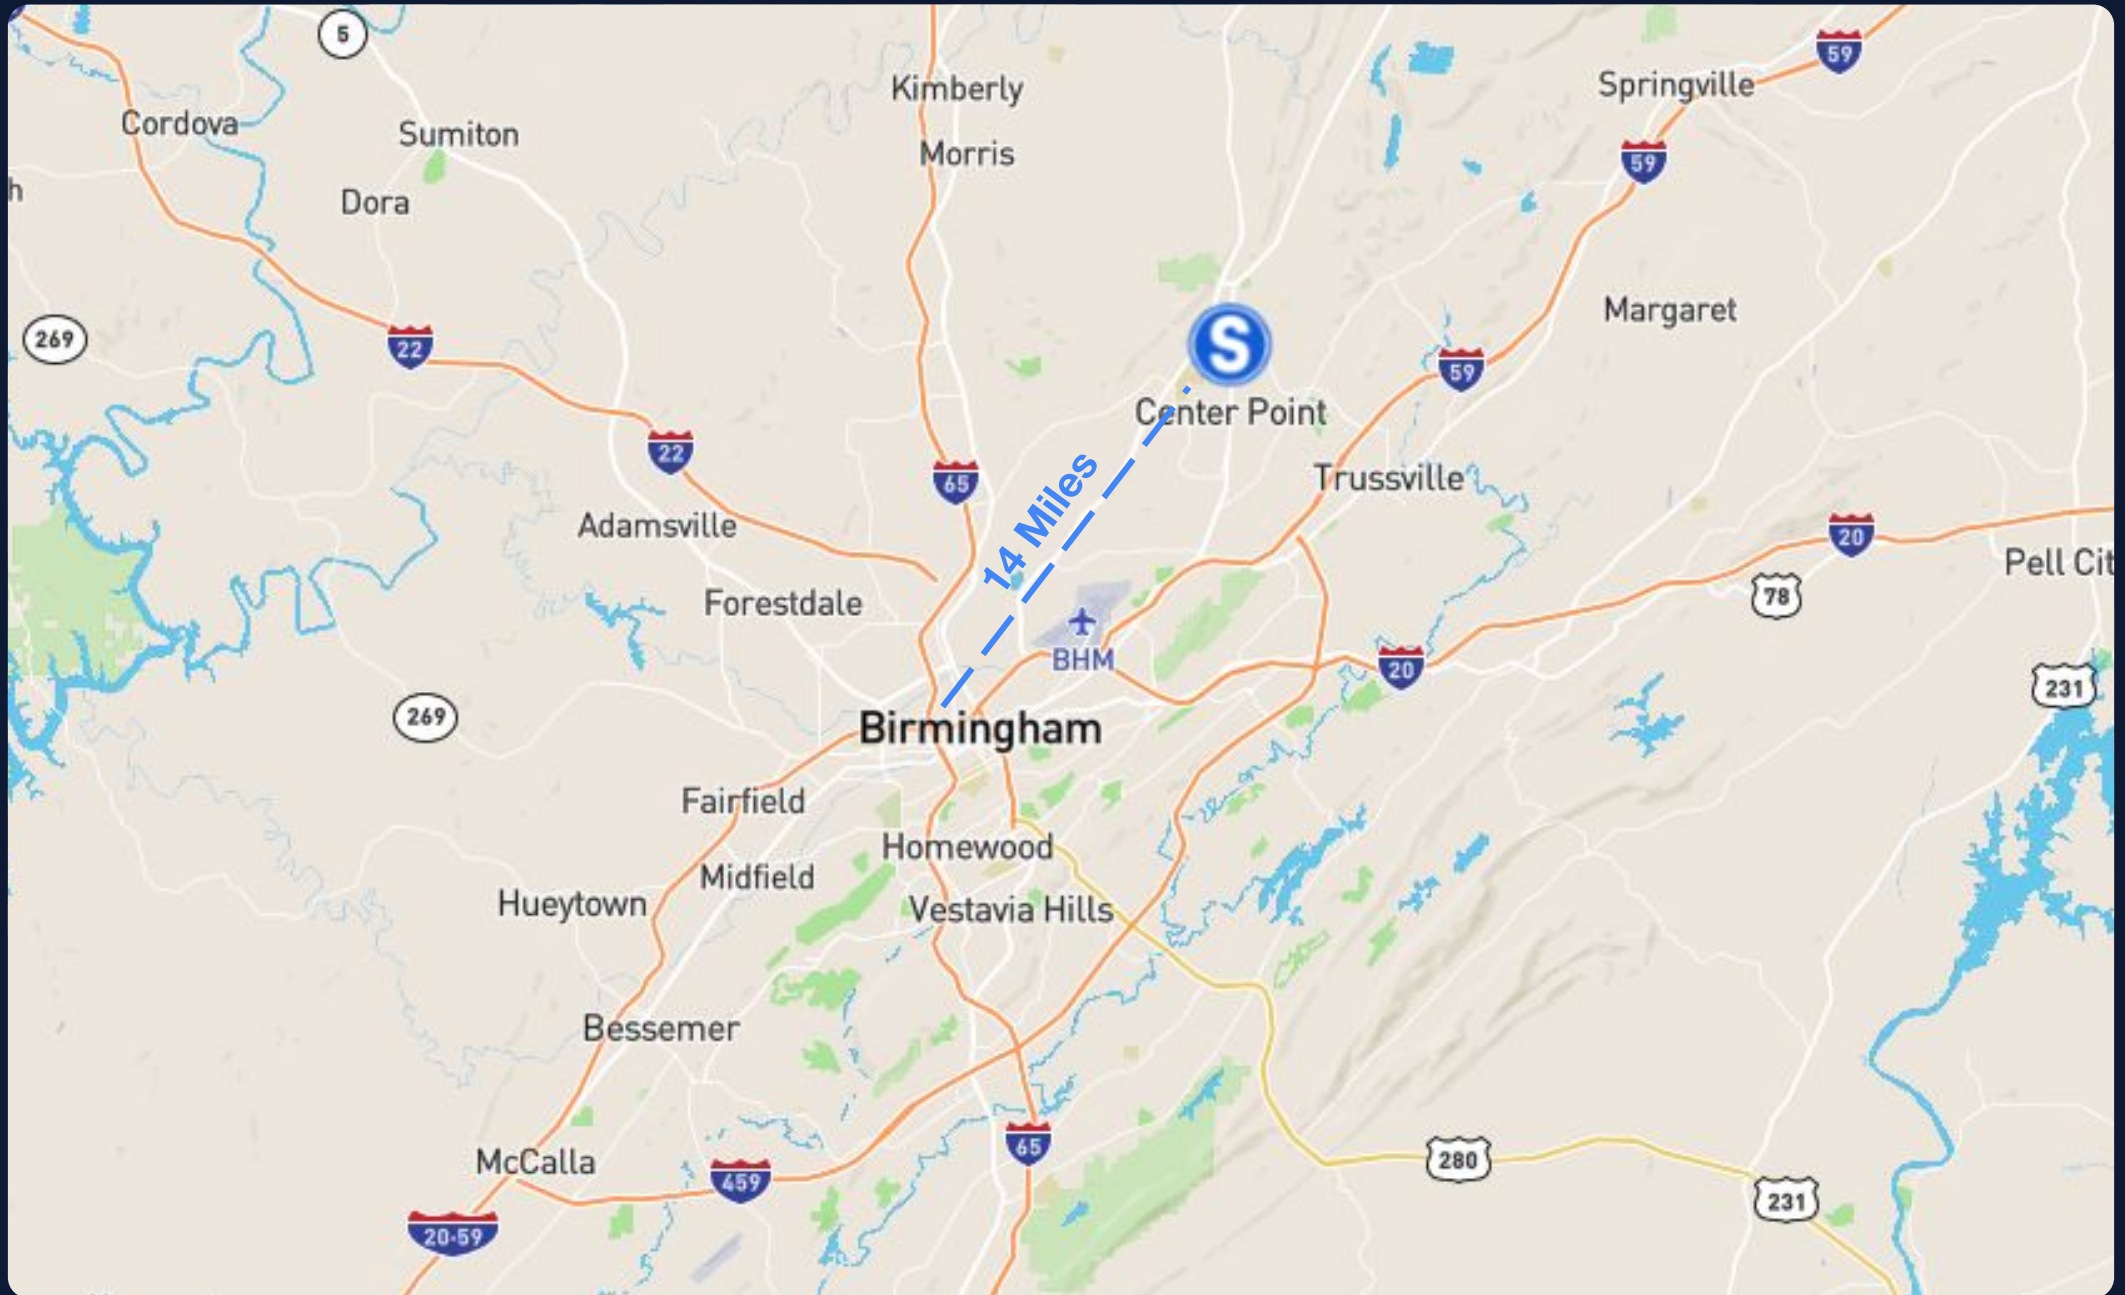 5
59
Kimberly
Springville
Cordova
Sumiton
Morris
59
h
Dora
Margaret
269
22
S
59
Center Point
22
14 Miles
65
Trussville
Adamsville
20
Pell Cit
Forestdale
78
BHM
20
231
269
Birmingham
Fairfield
Homewood
Midfield
Hueytown
Vestavia Hills
Bessemer
65
McCalla
280
459
231
20-59